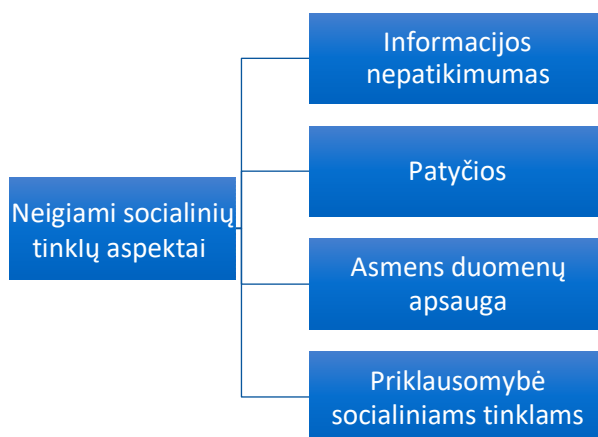 Informacijos
nepatikimumas
Patyčios
Neigiami socialinių
tinklų aspektai
Asmens duomenų
apsauga
Priklausomybė
socialiniams tinklams